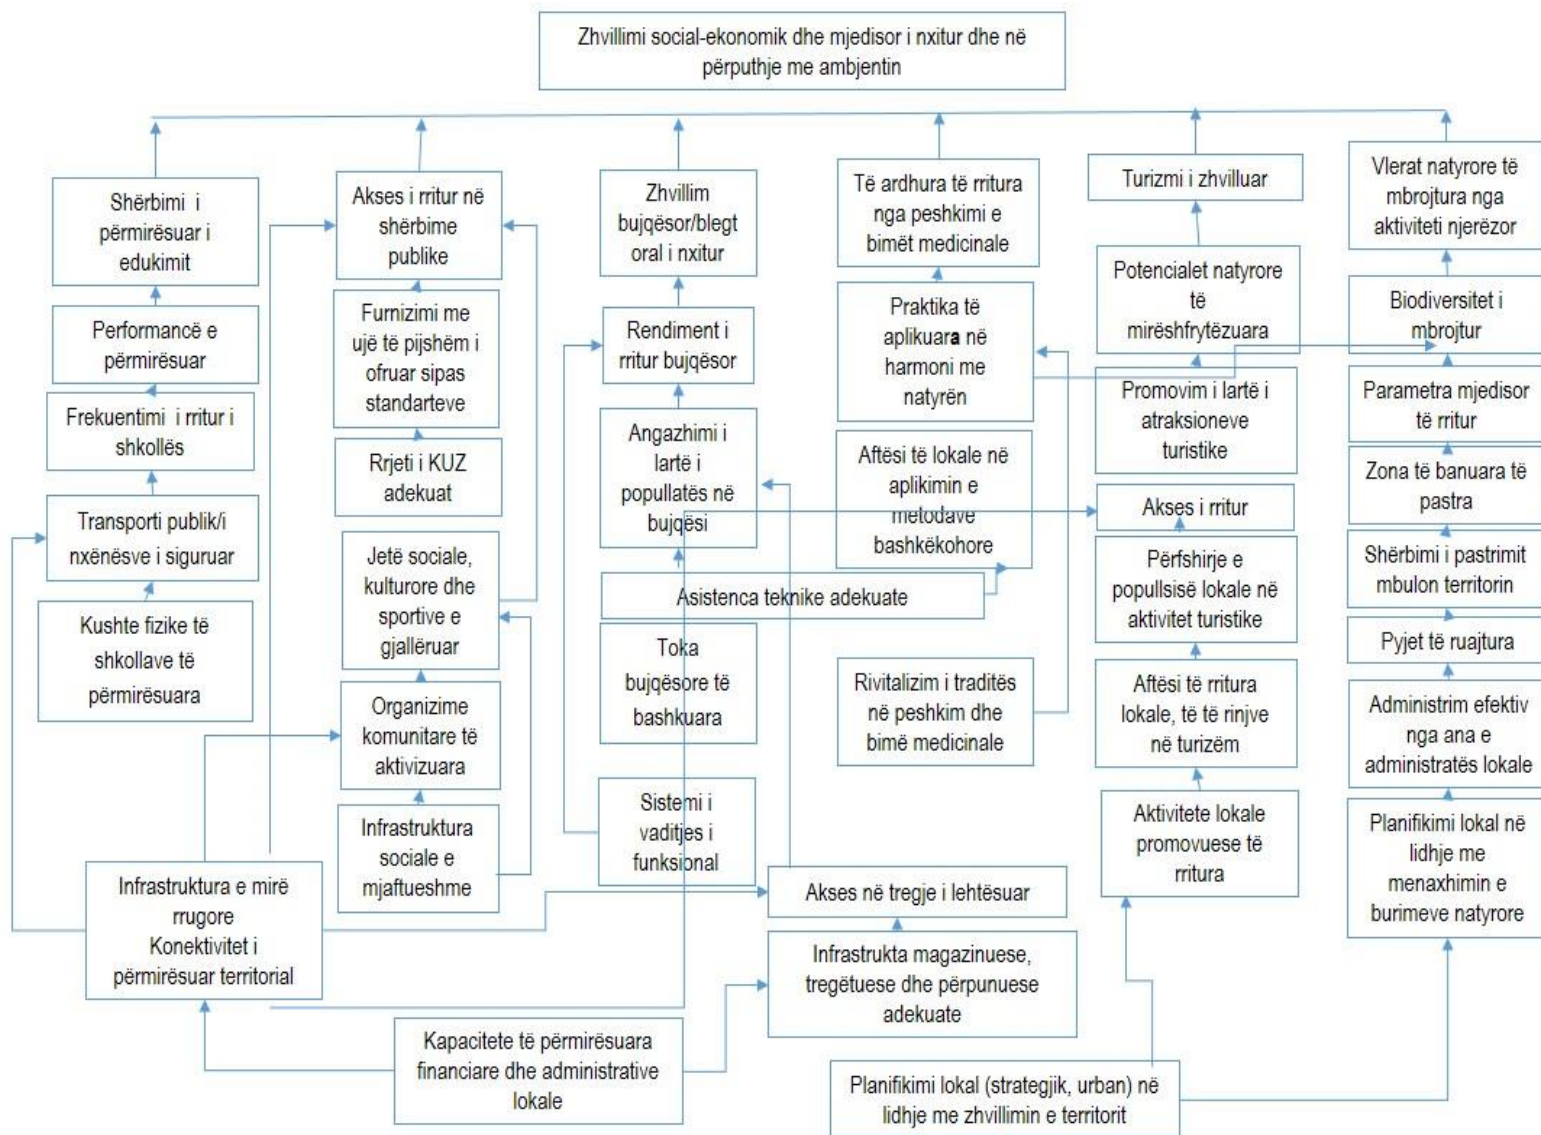 Zhvillimi social-ekonomik dhe mjedisor i nxitur dhe në
përputhje me ambjentin
Shërbimi i
përmirësuar i
edukimit
Performancë e
përmirësuar
Frekuentimi i rritur i
shkollës
Transporti publik/i
nxënësve i siguruar
Kushte fizike të
shkollave të
përmirësuara
Akses i rritur në
shërbime
publike
Furnizimi me
ujë të pijshëm i
ofruar sipas
standarteve
Rrjeti i KUZ
adekuat
Jetë sociale,
kulturore dhe
sportive e
gjallëruar
Organizime
komunitare të
aktivizuara
Infrastruktura
sociale e
mjaftueshme
Infrastruktura e mirë
rrugore
Konektivitet i
përmirësuar territorial
Zhvillim
bujqësor/blegt
oral i nxitur
Rendiment i
rritur bujqësor
Angazhimi i
lartë i
popullatës në
bujqësi
Asistenca teknike adekuate
Toka
bujqësore të
bashkuara
Sistemi i
vaditjes i
funksional
Të ardhura të rritura
nga peshkimi e
bimët medicinale
Praktika të
aplikuara në
harmoni me
natyrën
Aftësi të lokale në
aplikimin e
metodave
bashkëkohore
Rivitalizim i traditës
në peshkim dhe
bimë medicinale
Akses në tregje i lehtësuar
Infrastrukta magazinuese,
tregëtuese dhe përpunuese
adekuate
Kapacitete të përmirësuara
financiare dhe administrative
lokale
Turizmi i zhvilluar
Potencialet natyrore
të
mirëshfrytëzuara
Promovim i lartë i
atraksioneve
turistike
Akses i rritur
Përfshirje e
popullsisë lokale në
aktivitet turistike
Aftësi të rritura
lokale, të të rinjve
në turizëm
Aktivitete lokale
promovuese të
rritura
Planifikimi lokal (strategjik, urban) në
lidhje me zhvillimin e territorit
Vlerat natyrore të
mbrojtura nga
aktiviteti njerëzor
Biodiversitet i
mbrojtur
Parametra mjedisor
të rritur
Zona të banuara të
pastra
Shërbimi i pastrimit
mbulon territorin
Pyjet të ruajtura
Administrim efektiv
nga ana e
administratës lokale
Planifikimi lokal në
lidhje me
menaxhimin e
burimeve natyrore